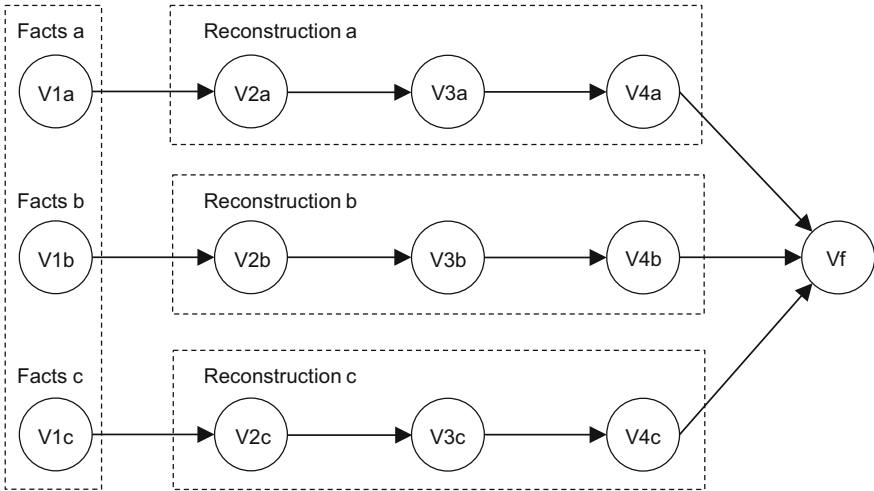 Facts a
Reconstruction a
V1a
V2a
V3a
V4a
Facts b
Reconstruction b
V1b
V2b
V3b
V4b
Vf
Facts c
Reconstruction c
V1c
V2c
V3c
V4c